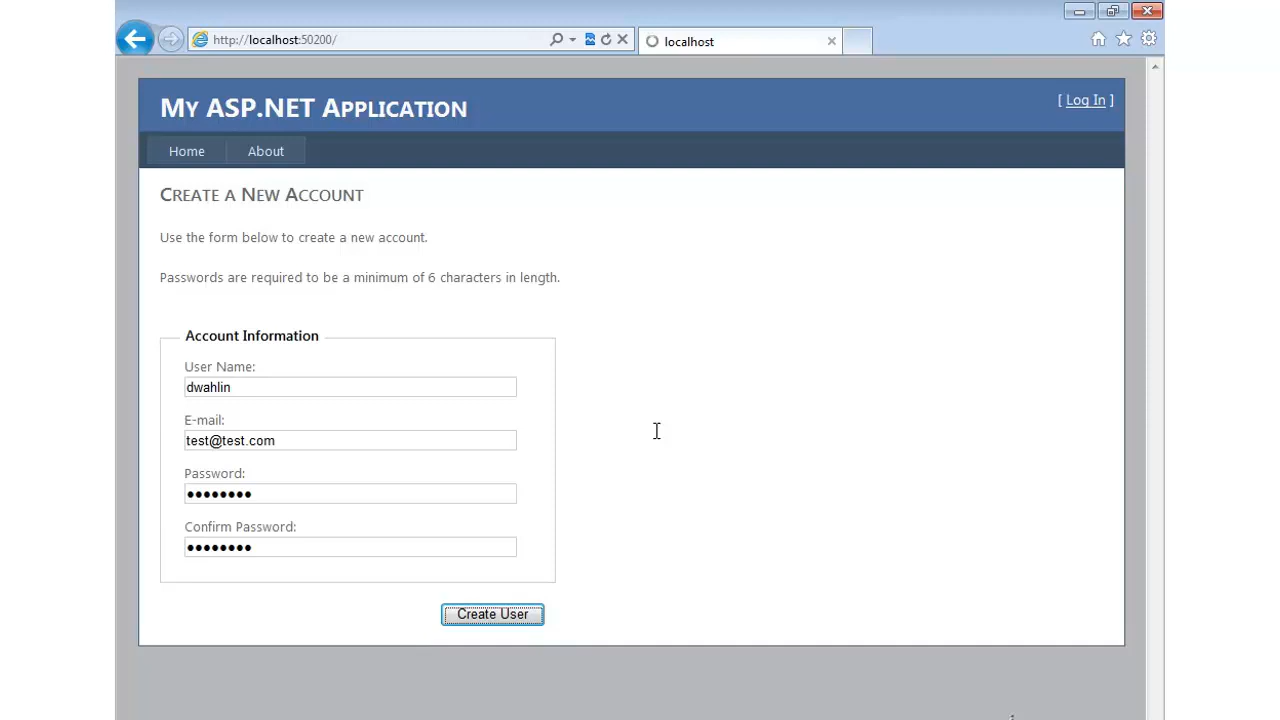 http://localhost:50200/
localhost
My ASP.NET Application
[ Log In ]
Home
About
Create a New Account
Use the form below to create a new account.
Passwords are required to be a minimum of 6 characters in length.
Account Information
User Name:
dwahlin
E-mail:
test@test.com
Password:
••••••••
Confirm Password:
••••••••
Create User